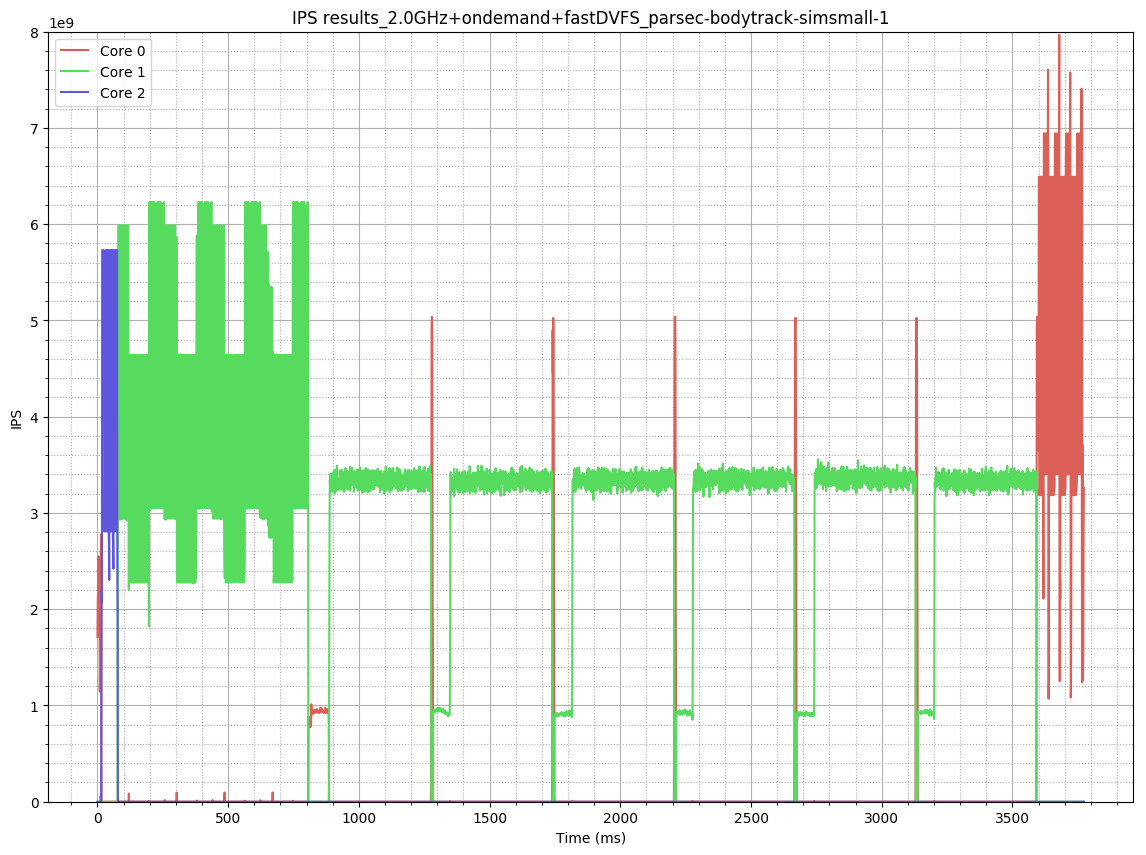 IPS results_2.0GHz+ondemand+fastDVFS_parsec-bodytrack-simsmall-1
1e9
Core 0
Core 1
Core 2
8
7
6
5
4
3
2
1
0
IPS
0 500 1000 1500 2000 2500 3000 3500
Time (ms)